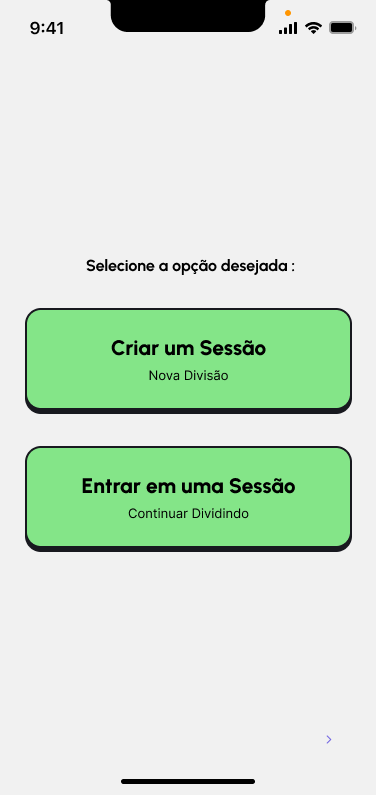 9:41
Selecione a opção desejada :
Criar um Sessão
Nova Divisão
Entrar em uma Sessão
Continuar Dividindo